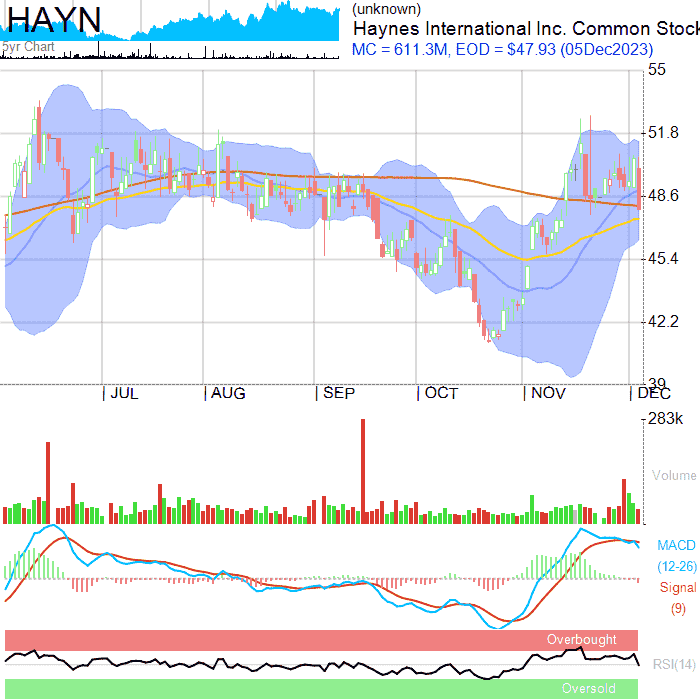 HAYN
(unknown)
Haynes International Inc. Common Stock
5yr Chart
MC = 611.3M, EOD = $47.93 (05Dec2023)
55
51.8
48.6
45.4
42.2
39
JUL AUG SEP OCT NOV DEC
283k
Volume
MACD
(12-26)
Signal
(9)
Overbought
RSI(14)
Oversold